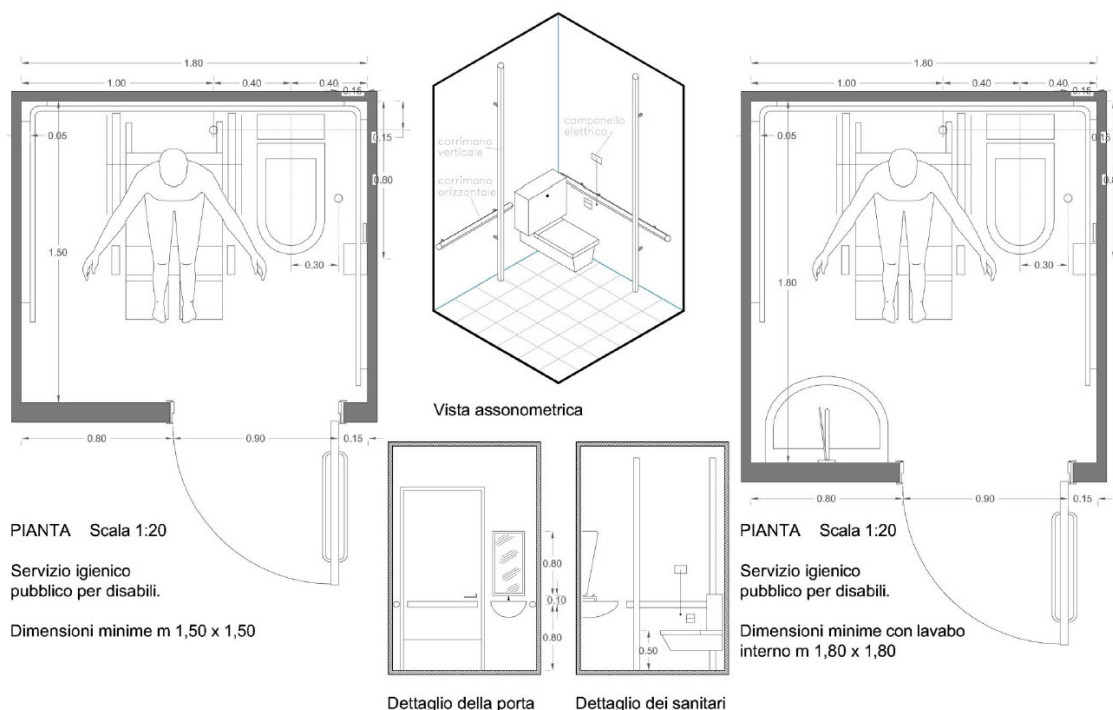 1.80
1.00
0.40
0.40
0.15
0.05
0.15
0.80
1.50
0.30
0.80
0.90
0.15
PIANTA Scala 1:20
Servizio igienico
pubblico per disabili.
Dimensioni minime m 1,50 x 1,50
campanello
elettrico
corrimano
verticale
corrimano
orizzontale
Vista assonometrica
0.80
0.10
0.80
Dettaglio della porta
0.50
Dettaglio dei sanitari
1.80
1.00
0.40
0.40
0.15
0.05
0.15
1.80
0.30
0.80
0.90
0.15
PIANTA Scala 1:20
Servizio igienico
pubblico per disabili.
Dimensioni minime con lavabo
interno m 1,80 x 1,80